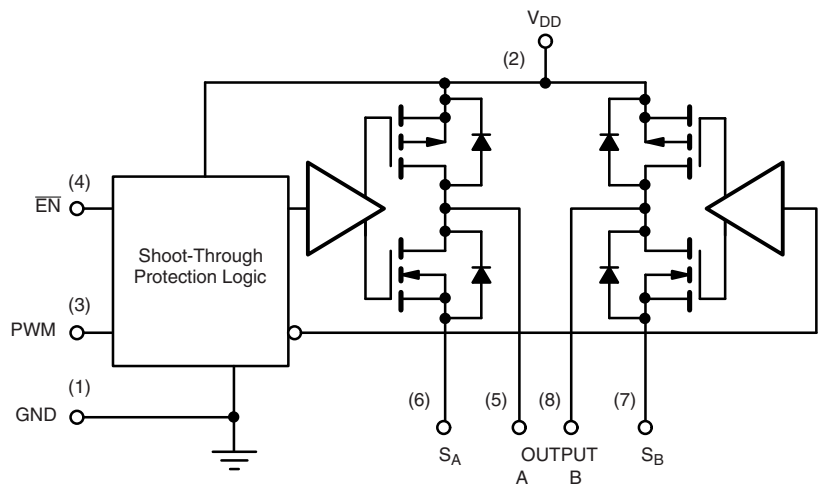 V_DD
(2)
(4)
EN
Shoot-Through
Protection Logic
(3)
PWM
(1)
GND
(6) (5) (8) (7)
S_A OUTPUT S_B
A B